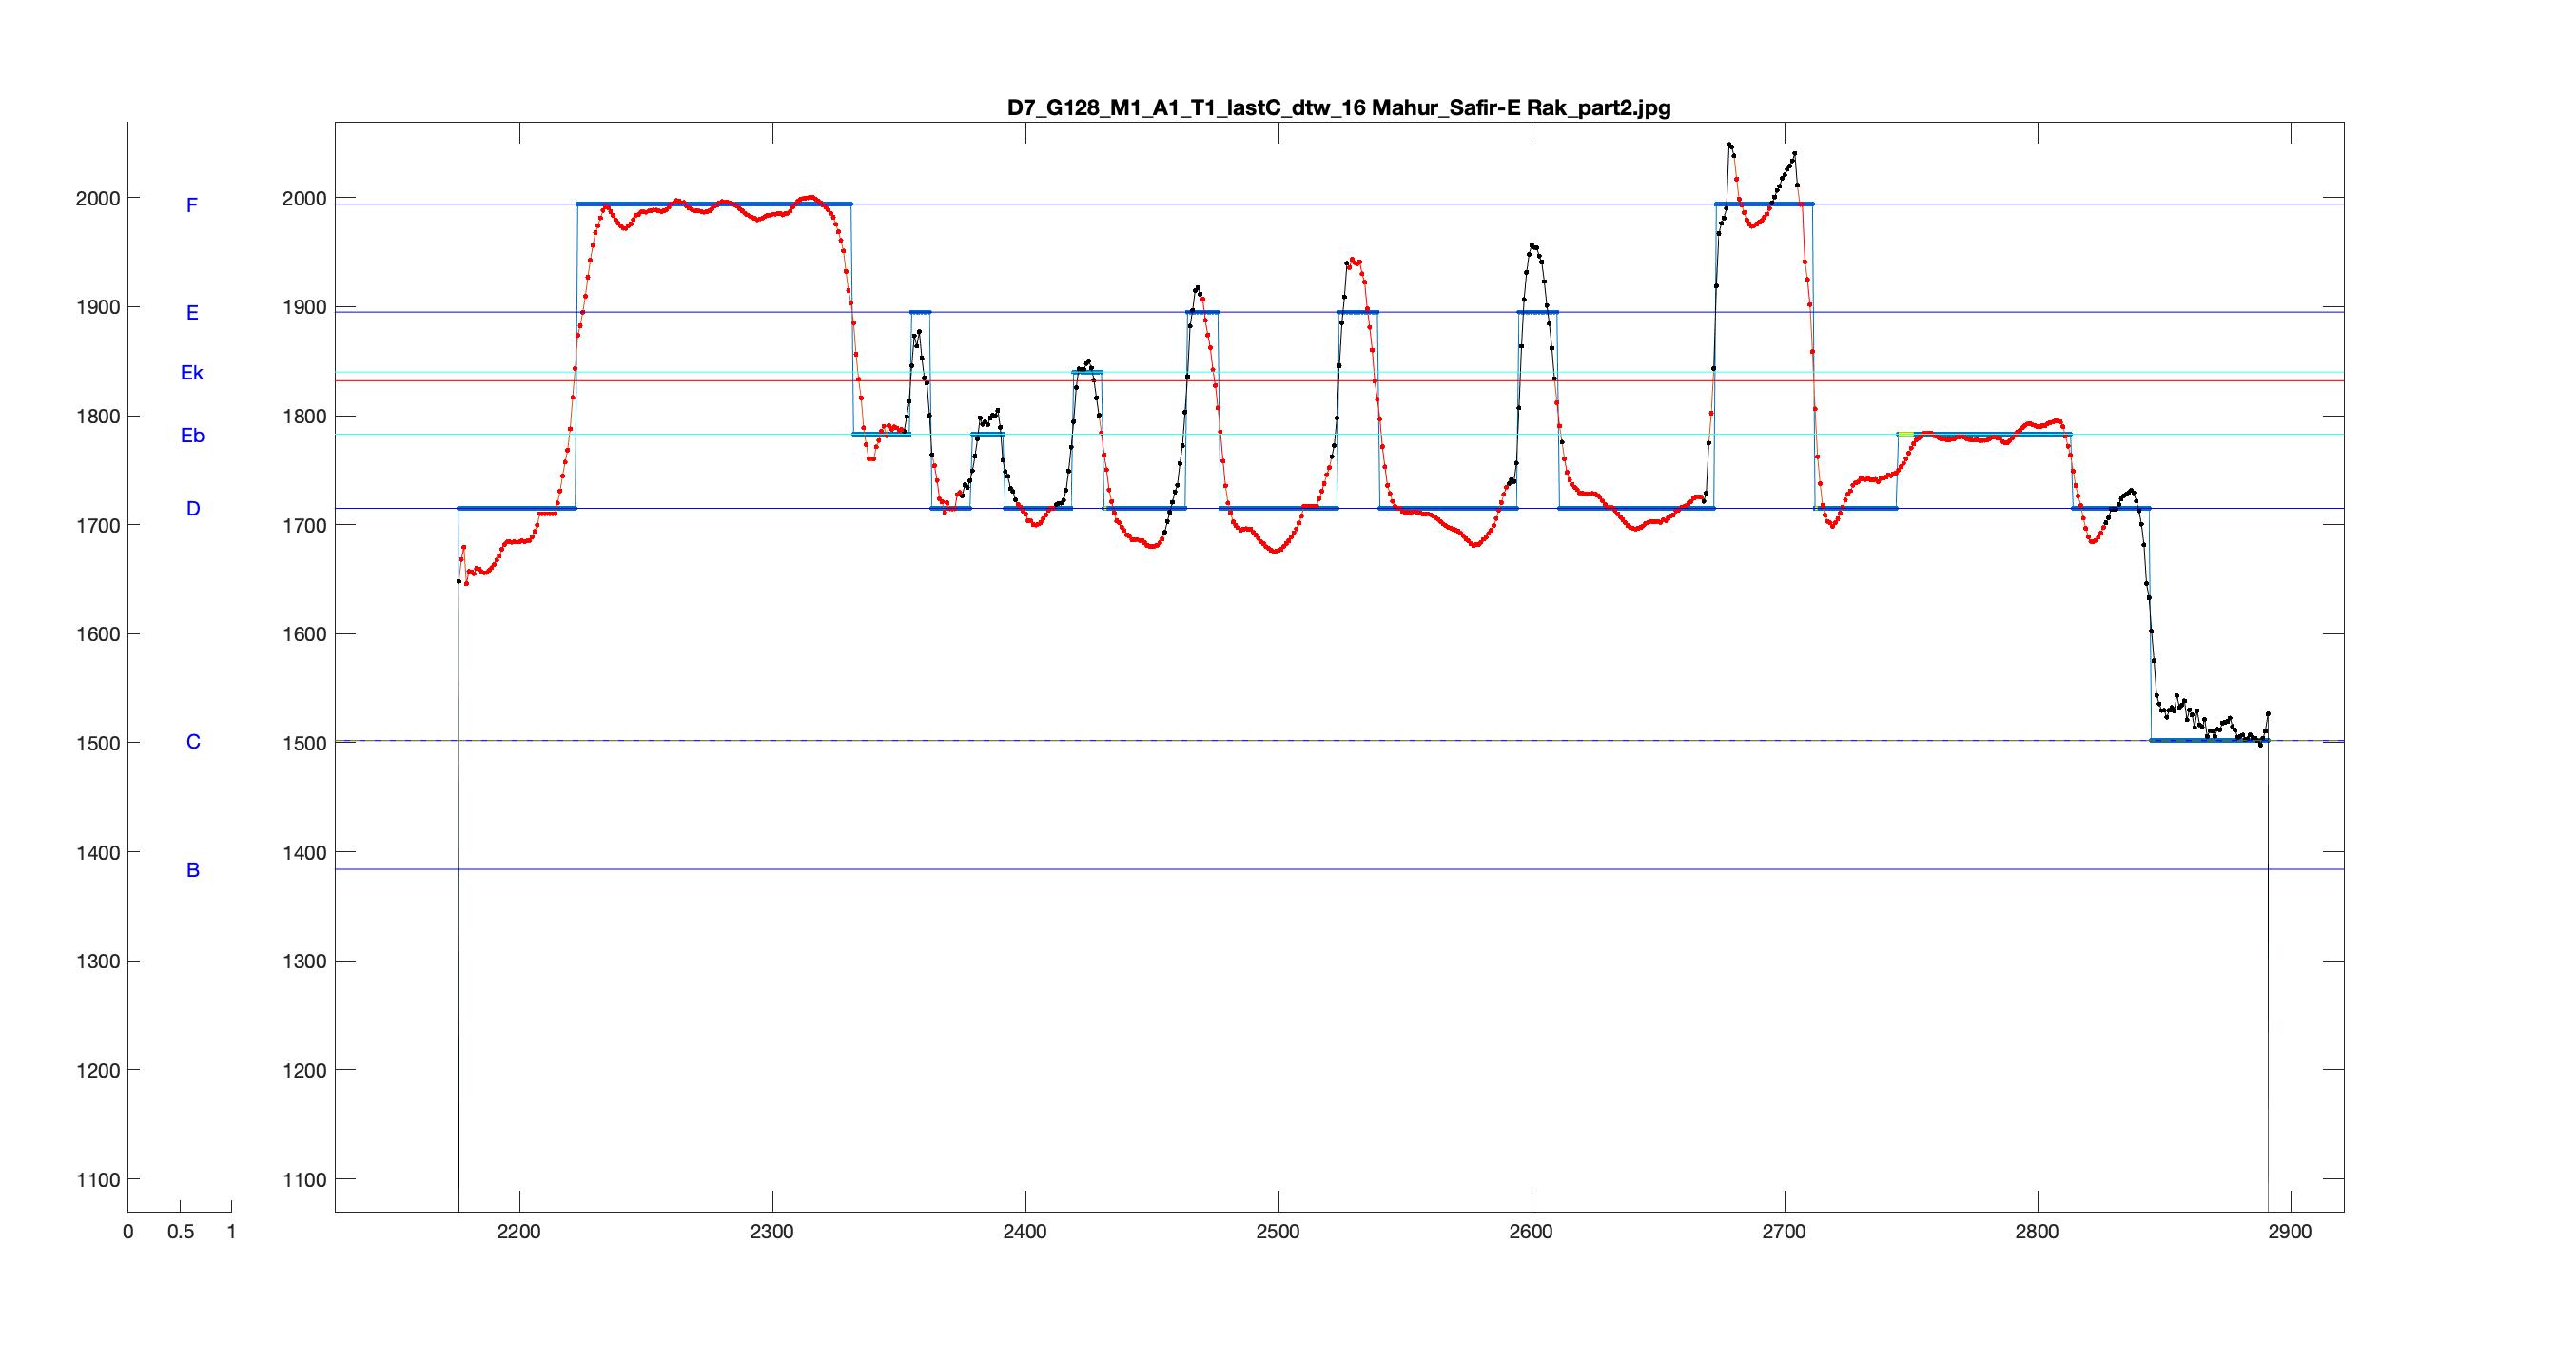 D7_G128_M1_A1_T1_lastC_dtw_16 Mahur_Safir-E Rak_part2.jpg
2000 F 2000
1900 E 1900
Ek
1800 1800
Eb
1700 D 1700
1600 1600
1500 C 1500
1400 1400
B
1300 1300
1200 1200
1100 1100
0 0.5 1 2200 2300 2400 2500 2600 2700 2800 2900